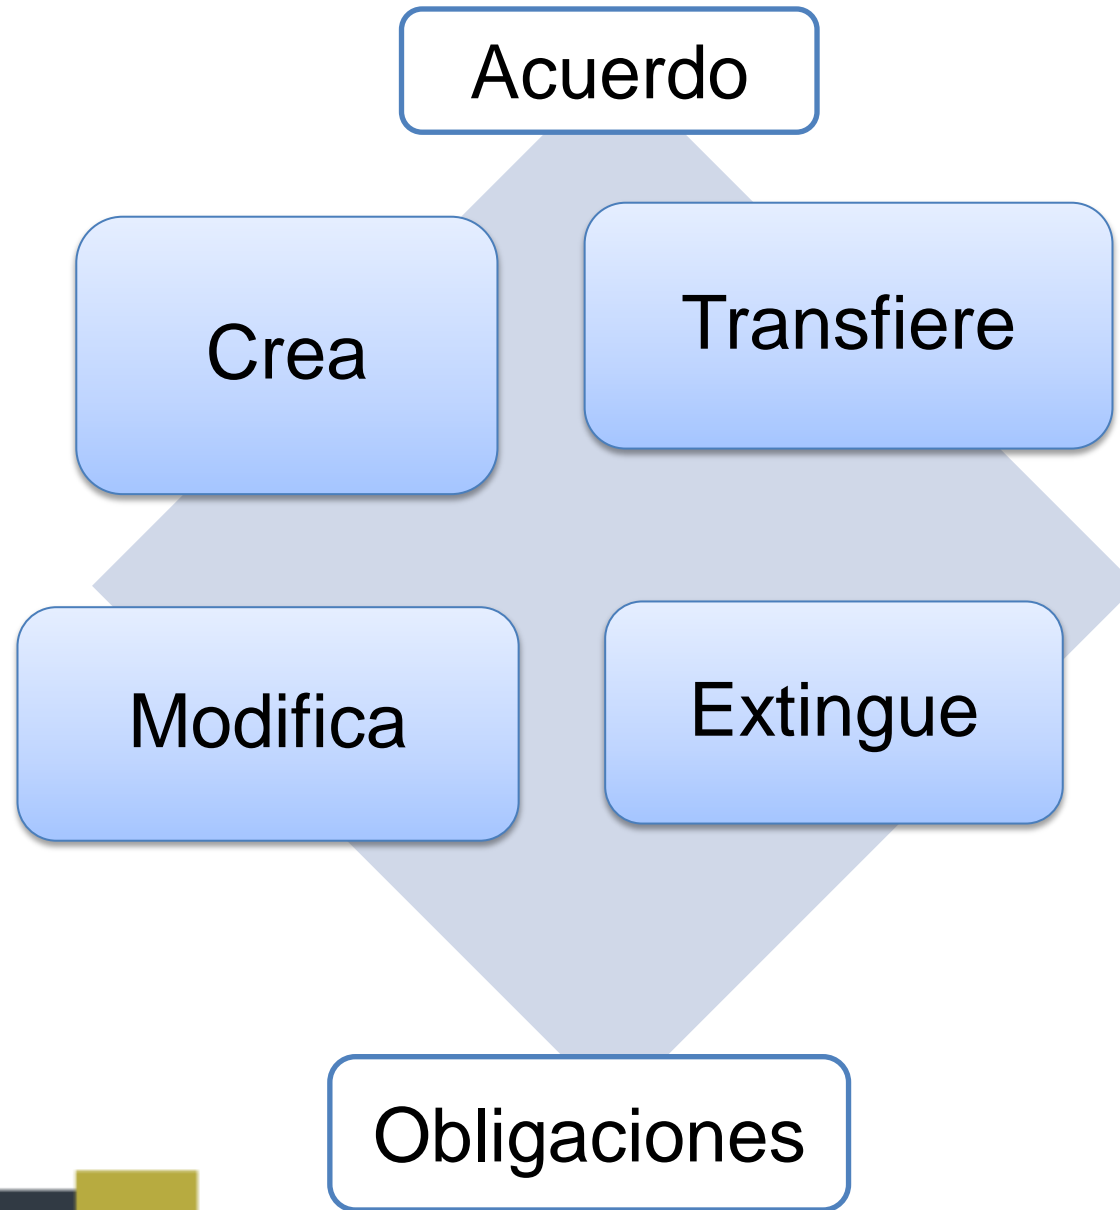 Acuerdo
Crea
Transfiere
Modifica
Extingue
Obligaciones